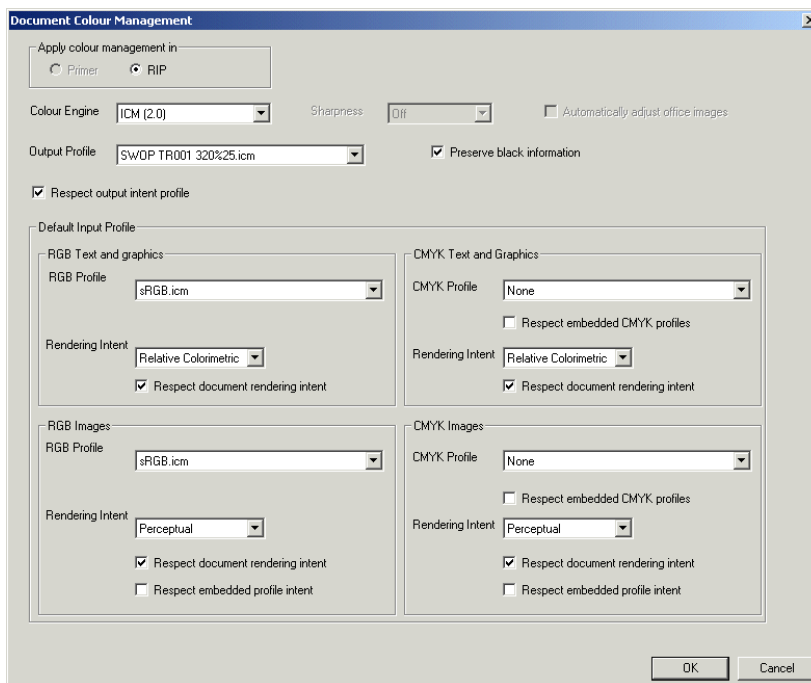 Document Colour Management
Apply colour management in
Primer
RIP
Colour Engine
ICM (2.0)
Sharpness
Off
Automatically adjust office images
Output Profile
SWOP TR001 320%25.icm
Preserve black information
Respect output intent profile
Default Input Profile
RGB Text and graphics
RGB Profile
sRGB.icm
Rendering Intent
Relative Colorimetric
Respect document rendering intent
CMYK Text and Graphics
CMYK Profile
None
Respect embedded CMYK profiles
Rendering Intent
Relative Colorimetric
Respect document rendering intent
RGB Images
RGB Profile
sRGB.icm
Rendering Intent
Perceptual
Respect document rendering intent
Respect embedded profile intent
CMYK Images
CMYK Profile
None
Respect embedded CMYK profiles
Rendering Intent
Perceptual
Respect document rendering intent
Respect embedded profile intent
OK
Cancel